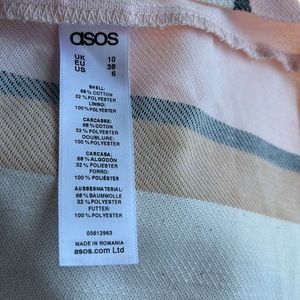 asos
UK 10
EU 38
US 6
SHELL:
68% COTTON
32% POLYESTER
LINING:
100% POLYESTER
CARCASSE:
68% COTON
32% POLYESTER
DOUBLURE:
100% POLYESTER
CARCASA:
68% ALGODÓN
32% POLIÉSTER
FORRO:
100% POLIÉSTER
AUSSENMATERIAL:
68% BAUMWOLLE
32% POLYESTER
FUTTER:
100% POLYESTER
05612963
MADE IN ROMANIA
asos.com Ltd